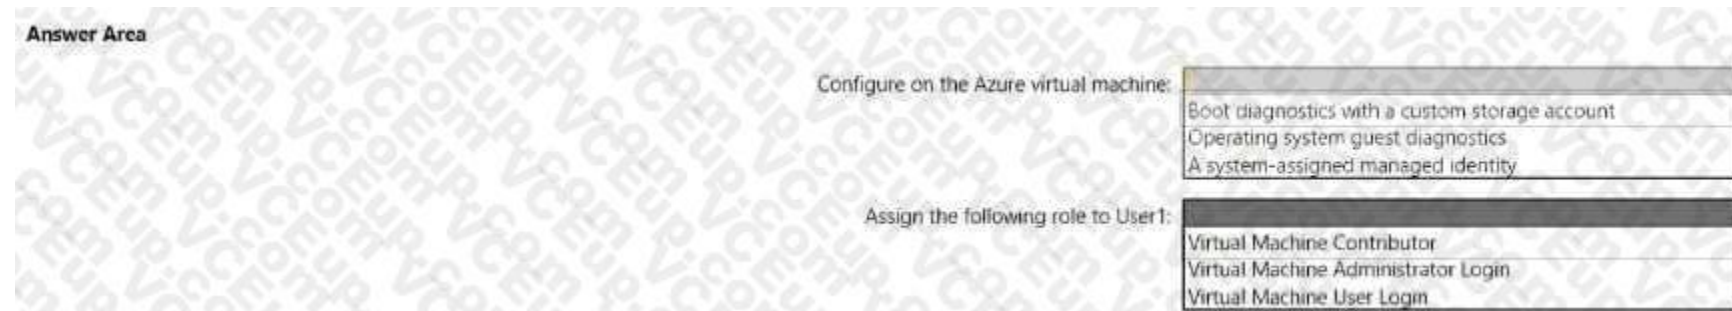 Answer Area
Configure on the Azure virtual machine:
Boot diagnostics with a custom storage account
Operating system guest diagnostics
A system-assigned managed identity
Assign the following role to User1:
Virtual Machine Contributor
Virtual Machine Administrator Login
Virtual Machine User Login